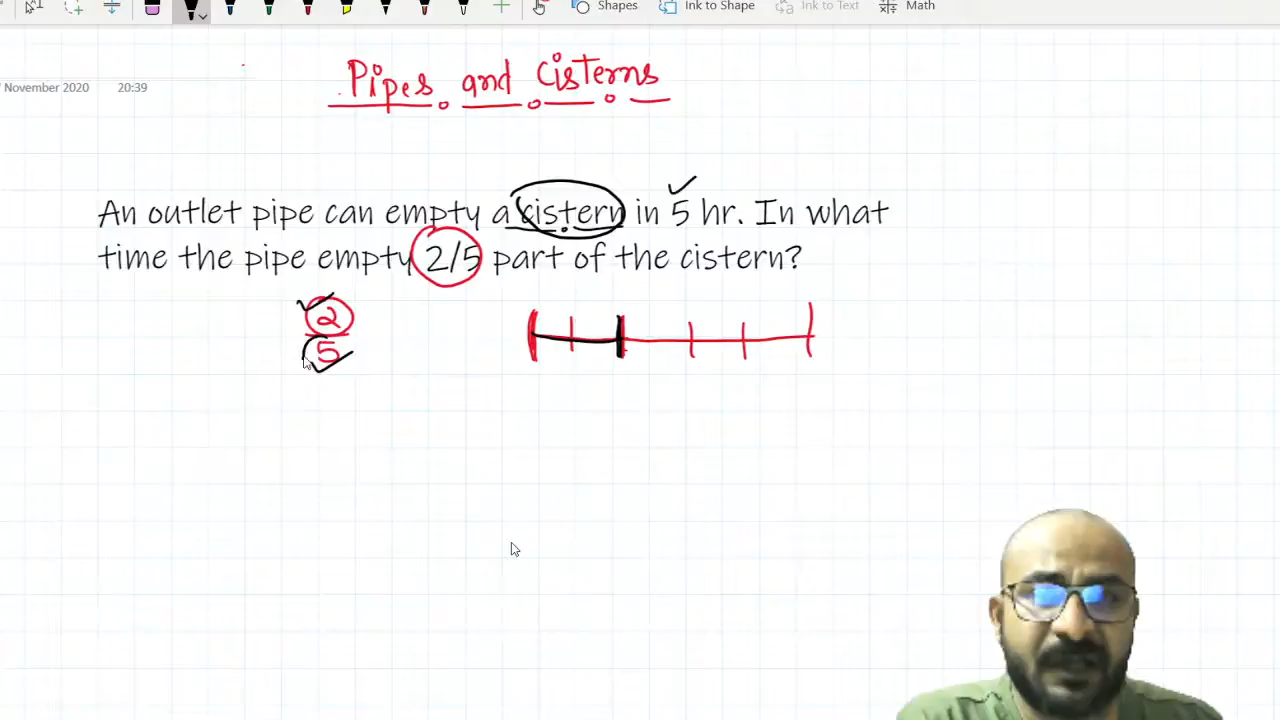 Shapes Ink to Shape Ink to Text Math
Pipes and Cisterns
November 2020 20:39
An outlet pipe can empty a cistern in 5 hr. In what
time the pipe empty 2/5 part of the cistern?
2
5